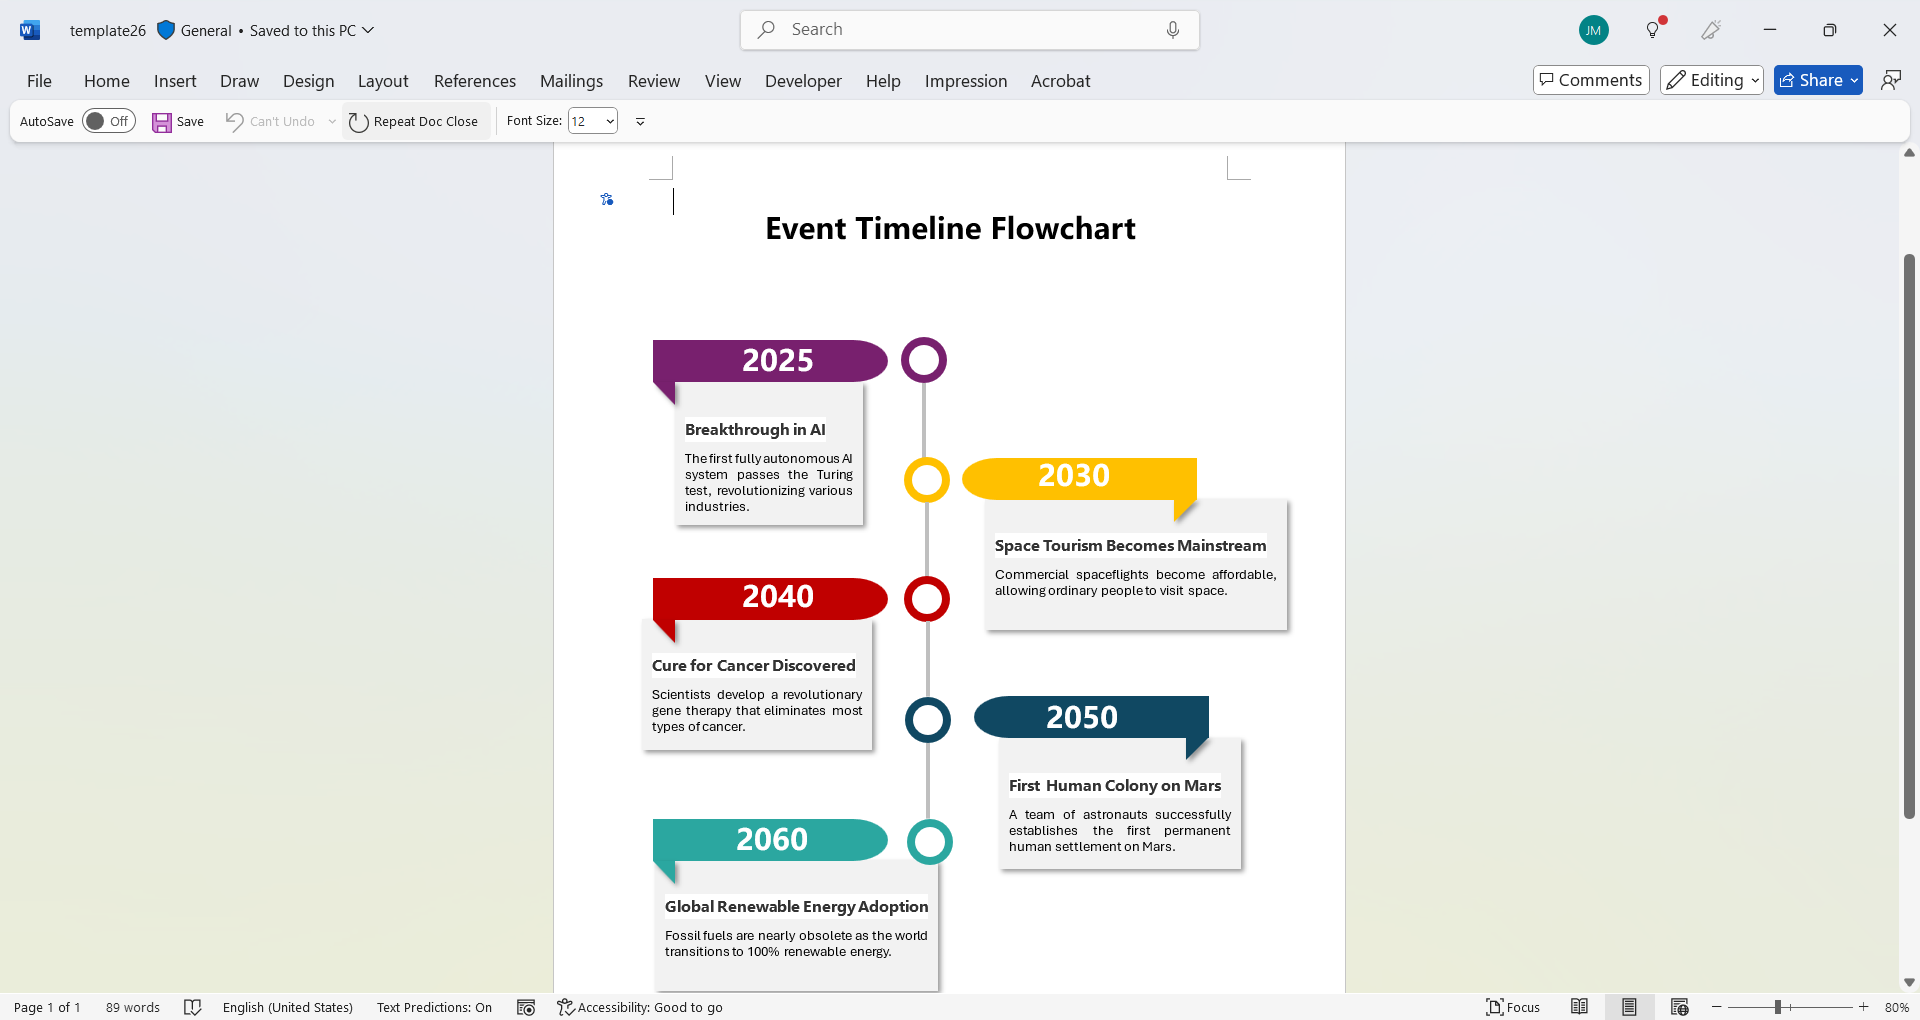 template26 General • Saved to this PC
Search
JM
File Home Insert Draw Design Layout References Mailings Review View Developer Help Impression Acrobat
Comments Editing Share
AutoSave Off Save Can't Undo Repeat Doc Close Font Size: 12
Event Timeline Flowchart
2025
Breakthrough in AI
The first fully autonomous AI
system passes the Turing
test, revolutionizing various
industries.
2030
Space Tourism Becomes Mainstream
Commercial spaceflights become affordable,
allowing ordinary people to visit space.
2040
Cure for Cancer Discovered
Scientists develop a revolutionary
gene therapy that eliminates most
types of cancer.
2050
First Human Colony on Mars
A team of astronauts successfully
establishes the first permanent
human settlement on Mars.
2060
Global Renewable Energy Adoption
Fossil fuels are nearly obsolete as the world
transitions to 100% renewable energy.
Page 1 of 1 89 words English (United States) Text Predictions: On Accessibility: Good to go Focus 80%